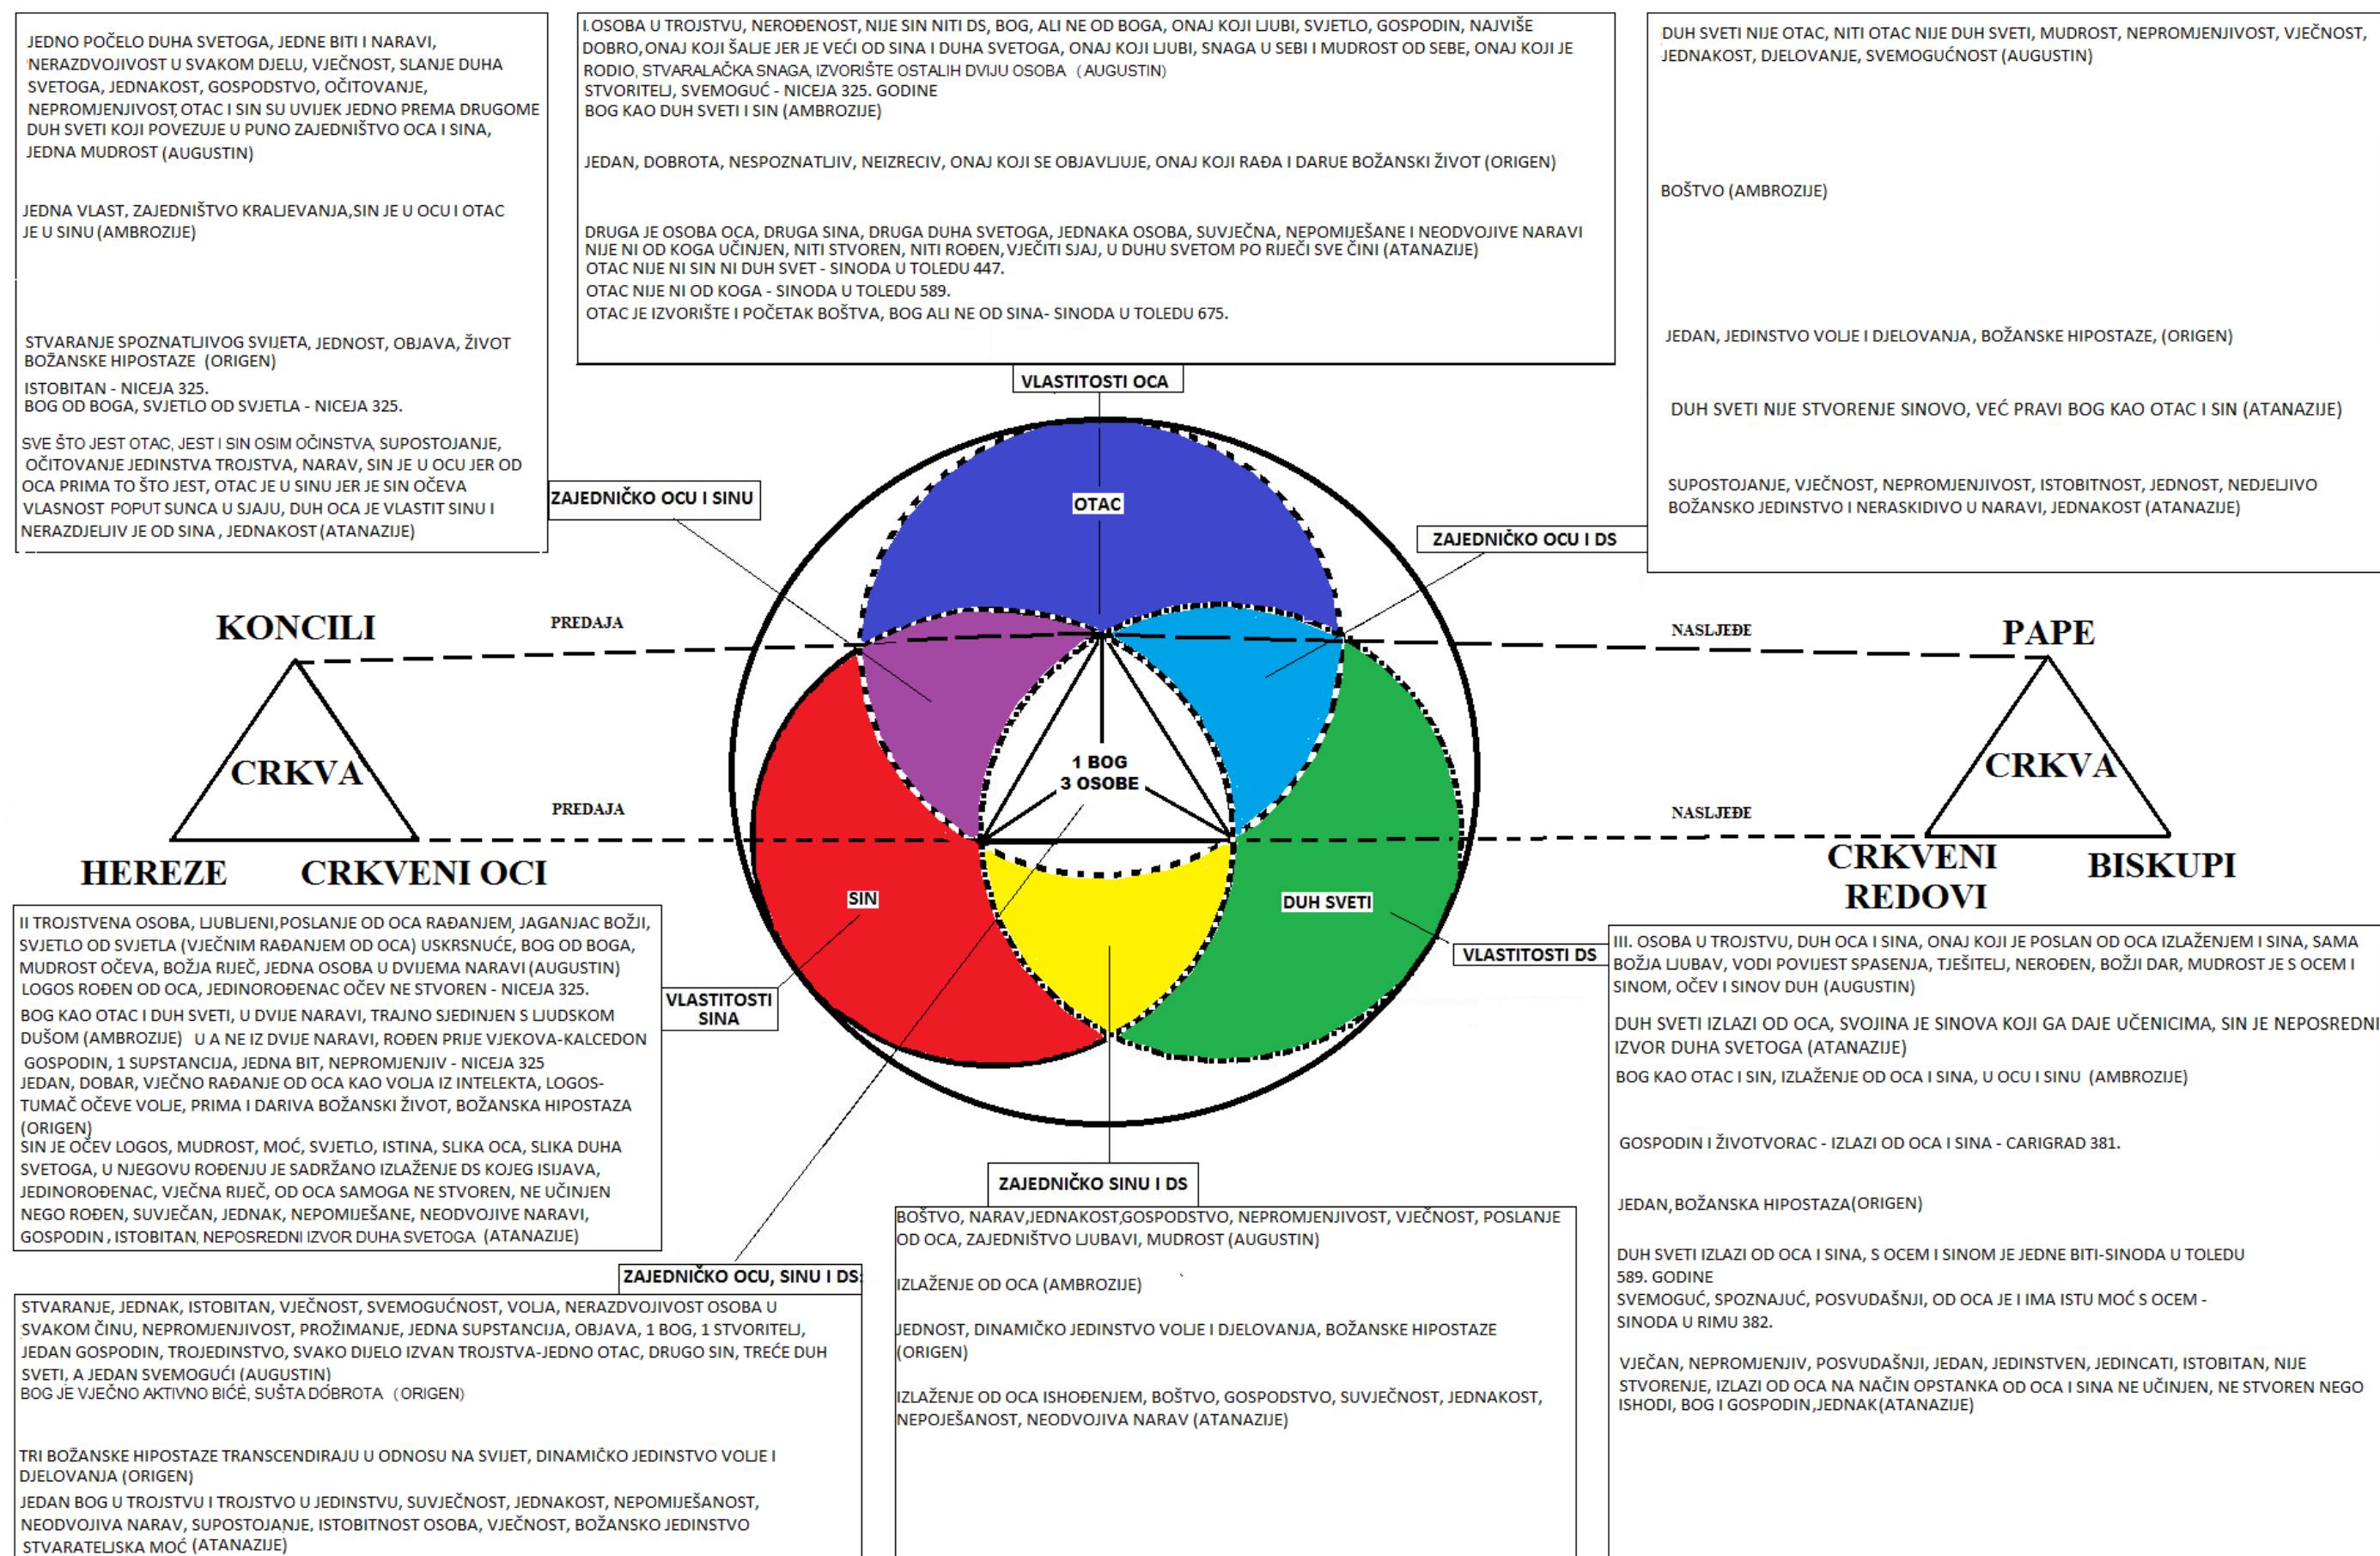 JEDNO POČELO DUHA SVETOGA, JEDNE BITI I NARAVI,
NERAZDVOJIVOST U SVAKOM DJELU, VJEČNOST, SLANJE DUHA
SVETOGA, JEDNAKOST, GOSPODSTVO, OČITOVANJE,
NEPROMJENJIVOST, OTAC I SIN SU UVIJEK JEDNO PREMA DRUGOME
DUH SVETI KOJI POVEZUJE U PUNO ZAJEDNIŠTVO OCA I SINA,
JEDNA MUDROST (AUGUSTIN)
JEDNA VLAST, ZAJEDNIŠTVO KRALJEVANJA, SIN JE U OCU I OTAC
JE U SINU (AMBROZIJE)
STVARANJE SPOZNATLJIVOG SVIJETA, JEDNOST, OBJAVA, ŽIVOT
BOŽANSKE HIPOSTAZE (ORIGEN)
ISTOBITAN - NICEJA 325.
BOG OD BOGA, SVJETLO OD SVJETLA - NICEJA 325.
SVE ŠTO JEST OTAC, JEST I SIN OSIM OČINSTVA, SUPOSTOJANJE,
OČITOVANJE JEDINSTVA TROJSTVA, NARAV, SIN JE U OCU JER OD
OCA PRIMA TO ŠTO JEST, OTAC JE U SINU JER JE SIN OČEVA
VLASNOST POPUT SUNCA U SJAJU, DUH OCA JE VLASTIT SINU I
NERAZDJELJIV JE OD SINA , JEDNAKOST (ATANAZIJE)
I.OSOBA U TROJSTVU, NEROĐENOST, NIJE SIN NITI DS, BOG, ALI NE OD BOGA, ONAJ KOJI LJUBI, SVJETLO, GOSPODIN, NAJVIŠE
DOBRO, ONAJ KOJI ŠALJE JER JE VEĆI OD SINA I DUHA SVETOGA, ONAJ KOJI LJUBI, SNAGA U SEBI I MUDROST OD SEBE, ONAJ KOJI JE
RODIO, STVARALAČKA SNAGA, IZVORIŠTE OSTALIH DVIJU OSOBA (AUGUSTIN)
STVORITELJ, SVEMOGUĆ - NICEJA 325. GODINE
BOG KAO DUH SVETI I SIN (AMBROZIJE)
JEDAN, DOBROTA, NESPOZNATLJIV, NEIZRECIV, ONAJ KOJI SE OBJAVLJUJE, ONAJ KOJI RAĐA I DARUE BOŽANSKI ŽIVOT (ORIGEN)
DRUGA JE OSOBA OCA, DRUGA SINA, DRUGA DUHA SVETOGA, JEDNAKA OSOBA, SUVJEČNA, NEPOMIJEŠANE I NEODVOJIVE NARAVI
NIJE NI OD KOGA UČINJEN, NITI STVOREN, NITI ROĐEN, VJEČITI SJAJ, U DUHU SVETOM PO RIJEČI SVE ČINI (ATANAZIJE)
OTAC NIJE NI SIN NI DUH SVET - SINODA U TOLEDU 447.
OTAC NIJE NI OD KOGA - SINODA U TOLEDU 589.
OTAC JE IZVORIŠTE I POČETAK BOŠTVA, BOG ALI NE OD SINA- SINODA U TOLEDU 675.
DUH SVETI NIJE OTAC, NITI OTAC NIJE DUH SVETI, MUDROST, NEPROMJENJIVOST, VJEČNOST,
JEDNAKOST, DJELOVANJE, SVEMOGUĆNOST (AUGUSTIN)
BOŠTVO (AMBROZIJE)
JEDAN, JEDINSTVO VOLJE I DJELOVANJA , BOŽANSKE HIPOSTAZE, (ORIGEN)
DUH SVETI NIJE STVORENJE SINOVO, VEĆ PRAVI BOG KAO OTAC I SIN (ATANAZIJE)
SUPOSTOJANJE, VJEČNOST, NEPROMJENJIVOST, ISTOBITNOST, JEDNOST, NEDJELJIVO
BOŽANSKO JEDINSTVO I NERASKIDIVO U NARAVI, JEDNAKOST (ATANAZIJE)
VLASTITOSTI OCA
ZAJEDNIČKO OCU I SINU
OTAC
ZAJEDNIČKO OCU I DS
KONCILI
PREDAJA
NASLJEĐE
PAPE
CRKVA
1 BOG
3 OSOBE
CRKVA
PREDAJA
NASLJEĐE
HEREZE
CRKVENI OCI
CRKVENI
REDOVI
BISKUPI
SIN
DUH SVETI
VLASTITOSTI
SINA
VLASTITOSTI DS
II TROJSTVENA OSOBA, LJUBLJENI,POSLANJE OD OCA RAĐANJEM, JAGANJAC BOŽJI,
SVJETLO OD SVJETLA (VJEČNIM RAĐANJEM OD OCA) USKRSNUĆE, BOG OD BOGA,
MUDROST OČEVA, BOŽJA RIJEČ, JEDNA OSOBA U DVIJEMA NARAVI (AUGUSTIN)
LOGOS ROĐEN OD OCA, JEDINOROĐENAC OČEV NE STVOREN - NICEJA 325.
BOG KAO OTAC I DUH SVETI, U DVIJE NARAVI, TRAJNO SJEDINJEN S LJUDSKOM
DUŠOM (AMBROZIJE) U A NE IZ DVIJE NARAVI, ROĐEN PRIJE VJEKOVA-KALCEDON
GOSPODIN, 1 SUPSTANCIJA, JEDNA BIT, NEPROMJENJIV - NICEJA 325
JEDAN, DOBAR, VJEČNO RAĐANJE OD OCA KAO VOLJA IZ INTELEKTA, LOGOS-
TUMAČ OČEVE VOLJE, PRIMA I DARIVA BOŽANSKI ŽIVOT, BOŽANSKA HIPOSTAZA
(ORIGEN)
SIN JE OČEV LOGOS, MUDROST, MOĆ, SVJETLO, ISTINA, SLIKA OCA, SLIKA DUHA
SVETOGA, U NJEGOVU ROĐENJU JE SADRŽANO IZLAŽENJE DS KOJEG ISIJAVA,
JEDINOROĐENAC, VJEČNA RIJEČ, OD OCA SAMOGA NE STVOREN, NE UČINJEN
NEGO ROĐEN, SUVJEČAN, JEDNAK, NEPOMIJEŠANE, NEODVOJIVE NARAVI,
GOSPODIN , ISTOBITAN, NEPOSREDNI IZVOR DUHA SVETOGA (ATANAZIJE)
III. OSOBA U TROJSTVU, DUH OCA I SINA, ONAJ KOJI JE POSLAN OD OCA IZLAŽENJEM I SINA, SAMA
BOŽJA LJUBAV, VODI POVIJEST SPASENJA, TJEŠITELJ, NEROĐEN, BOŽJI DAR, MUDROST JE S OCEM I
SINOM, OČEV I SINOV DUH (AUGUSTIN)
DUH SVETI IZLAZI OD OCA, SVOJINA JE SINOVA KOJI GA DAJE UČENICIMA, SIN JE NEPOSREDNI
IZVOR DUHA SVETOGA (ATANAZIJE)
BOG KAO OTAC I SIN, IZLAŽENJE OD OCA I SINA, U OCU I SINU (AMBROZIJE)
GOSPODIN I ŽIVOTVORAC - IZLAZI OD OCA I SINA - CARIGRAD 381.
JEDAN, BOŽANSKA HIPOSTAZA (ORIGEN)
DUH SVETI IZLAZI OD OCA I SINA, S OCEM I SINOM JE JEDNE BITI-SINODA U TOLEDU
589. GODINE
SVEMOGUĆ, SPOZNAJUĆ, POSVUDAŠNJI, OD OCA JE I IMA ISTU MOĆ S OCEM -
SINODA U RIMU 382.
VJEČAN, NEPROMJENJIV, POSVUDAŠNJI, JEDAN, JEDINSTVEN, JEDINCATI, ISTOBITAN, NIJE
STVORENJE, IZLAZI OD OCA NA NAČIN OPSTANKA OD OCA I SINA NE UČINJEN, NE STVOREN NEGO
ISHODI, BOG I GOSPODIN, JEDNAK (ATANAZIJE)
ZAJEDNIČKO SINU I DS
BOŠTVO, NARAV,JEDNAKOST,GOSPODSTVO, NEPROMJENJIVOST, VJEČNOST, POSLANJE
OD OCA, ZAJEDNIŠTVO LJUBAVI, MUDROST (AUGUSTIN)
IZLAŽENJE OD OCA (AMBROZIJE)
JEDNOST, DINAMIČKO JEDINSTVO VOLJE I DJELOVANJA, BOŽANSKE HIPOSTAZE
(ORIGEN)
IZLAŽENJE OD OCA ISHOĐENJEM, BOŠTVO, GOSPODSTVO, SUVJEČNOST, JEDNAKOST,
NEPOJEŠANOST, NEODVOJIVA NARAV (ATANAZIJE)
ZAJEDNIČKO OCU, SINU I DS:
STVARANJE, JEDNAK, ISTOBITAN, VJEČNOST, SVEMOGUĆNOST, VOLJA, NERAZDVOJIVOST OSOBA U
SVAKOM ČINU, NEPROMJENJIVOST, PROŽIMANJE, JEDNA SUPSTANCIJA, OBJAVA, 1 BOG, 1 STVORITELJ,
JEDAN GOSPODIN, TROJEDINSTVO, SVAKO DIJELO IZVAN TROJSTVA-JEDNO OTAC, DRUGO SIN, TREĆE DUH
SVETI, A JEDAN SVEMOGUĆI (AUGUSTIN)
BOG JE VJEČNO AKTIVNO BIĆE, SUŠTA DOBROTA (ORIGEN)
TRI BOŽANSKE HIPOSTAZE TRANSCENDIRAJU U ODNOSU NA SVIJET, DINAMIČKO JEDINSTVO VOLJE I
DJELOVANJA (ORIGEN)
JEDAN BOG U TROJSTVU I TROJSTVO U JEDINSTVU, SUVJEČNOST, JEDNAKOST, NEPOMIJEŠANOST,
NEODVOJIVA NARAV, SUPOSTOJANJE, ISTOBITNOST OSOBA, VJEČNOST, BOŽANSKO JEDINSTVO
STVARATELJSKA MOĆ (ATANAZIJE)